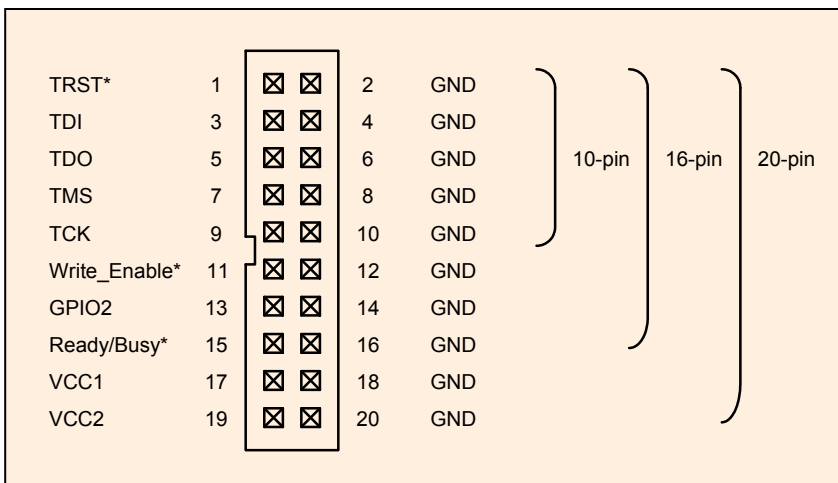 TRST* 1 2 GND
TDI 3 4 GND
TDO 5 6 GND 10-pin 16-pin 20-pin
TMS 7 8 GND
TCK 9 10 GND
Write_Enable* 11 12 GND
GPIO2 13 14 GND
Ready/Busy* 15 16 GND
VCC1 17 18 GND
VCC2 19 20 GND